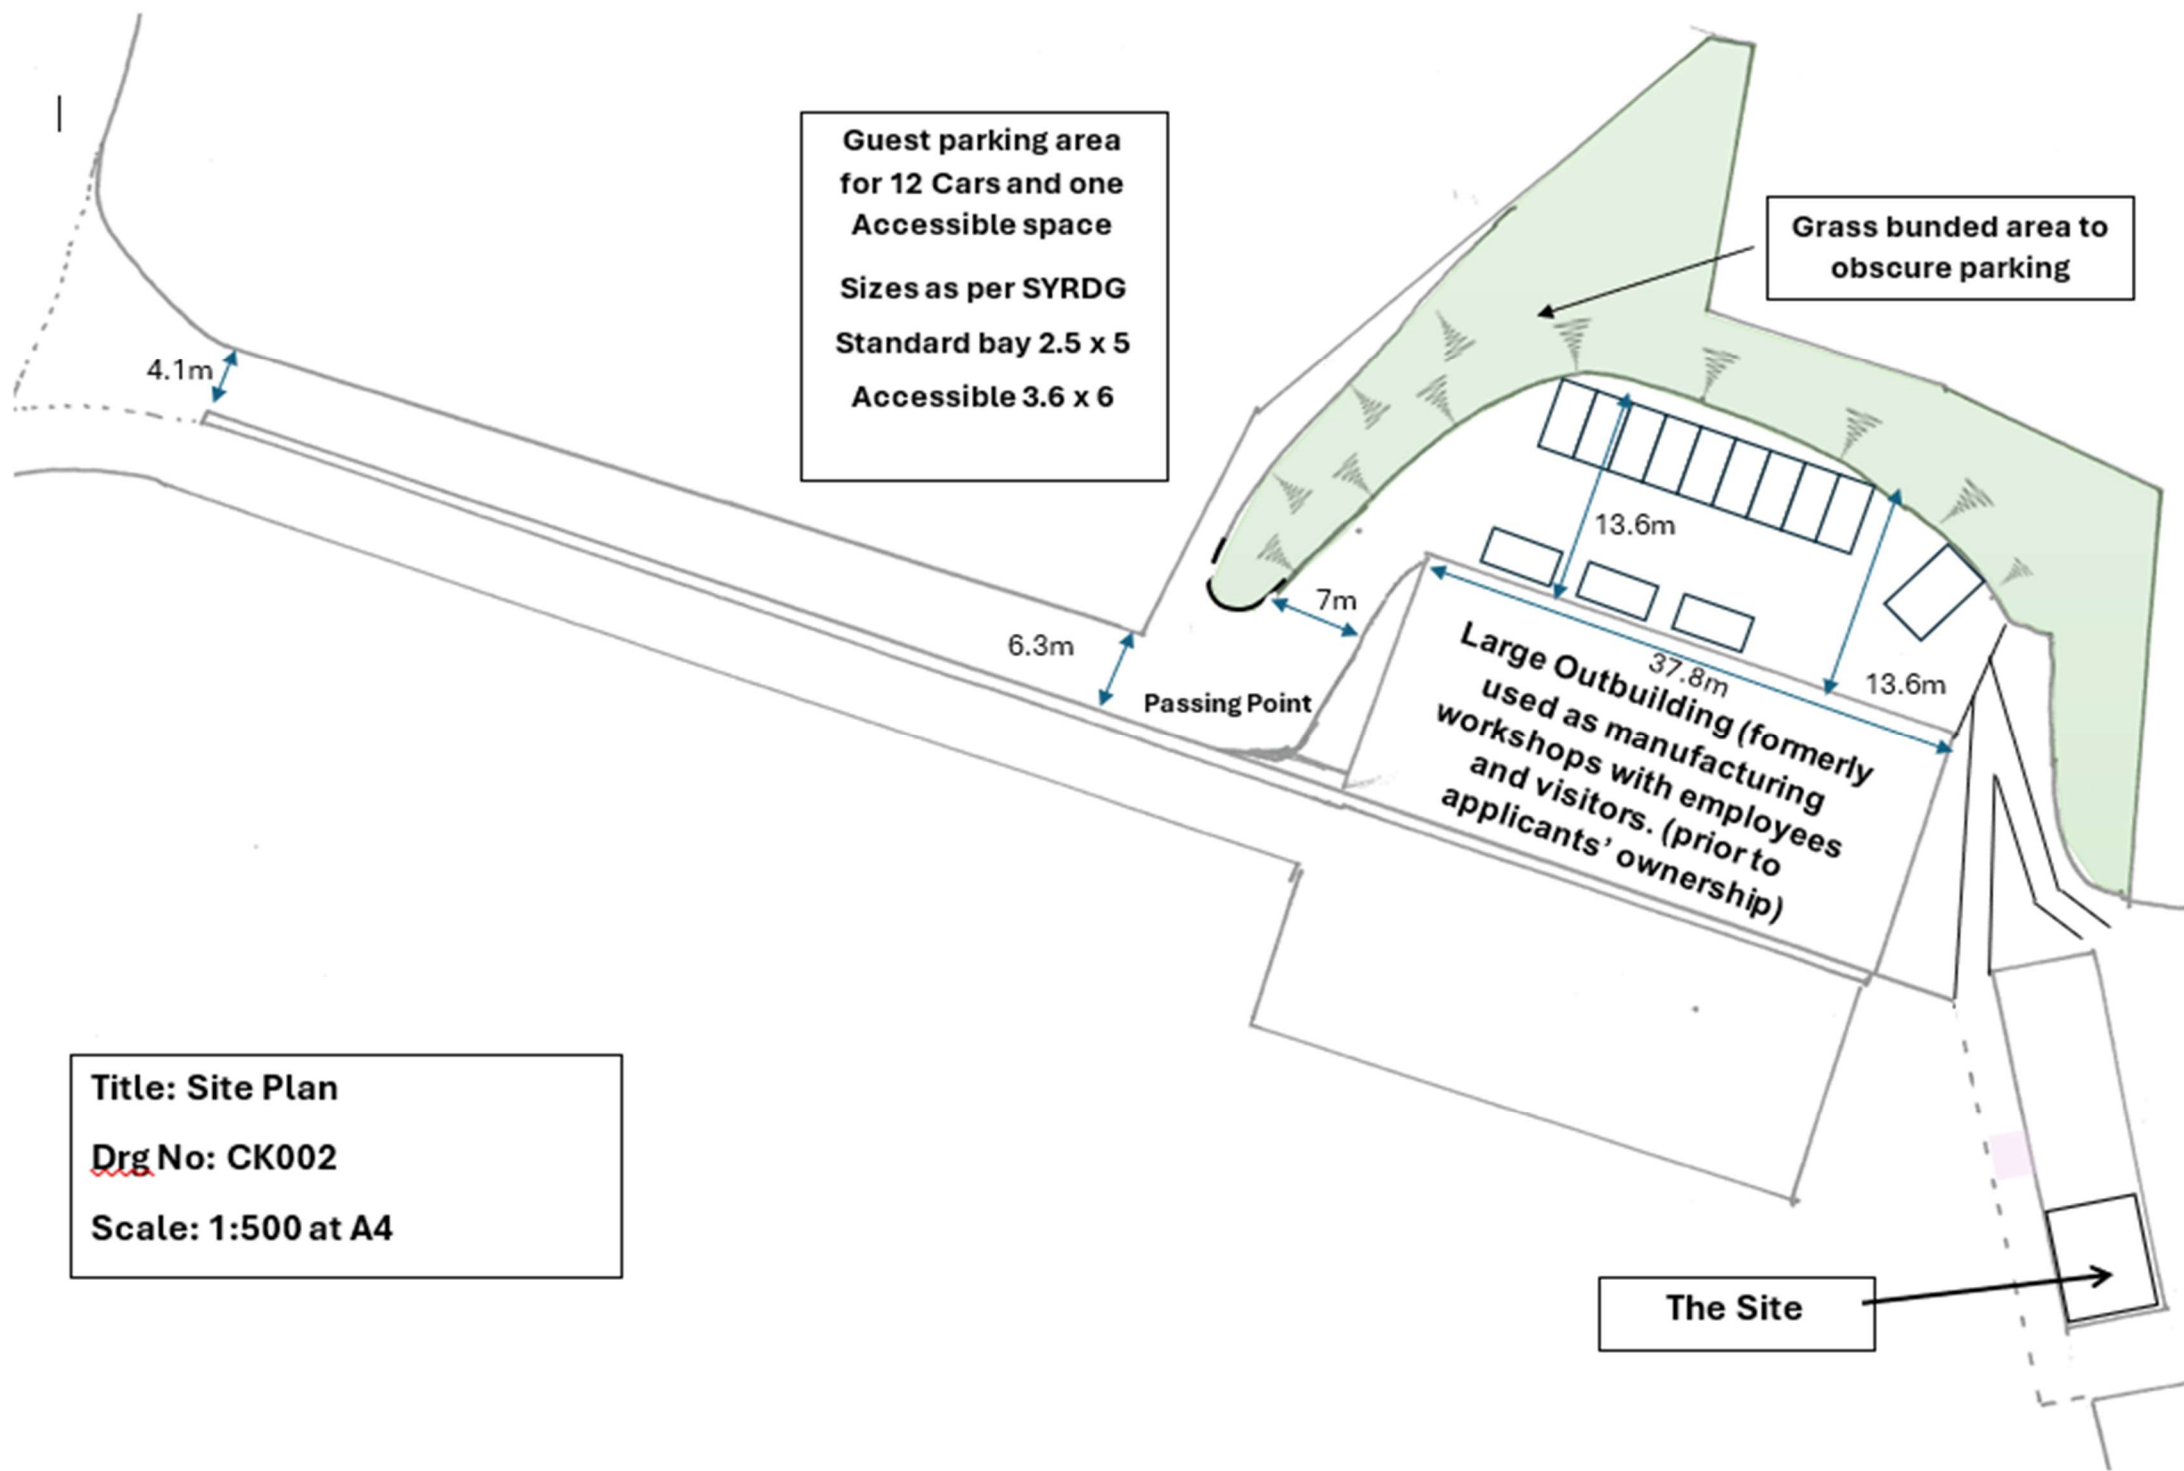 Guest parking area
for 12 Cars and one
Accessible space
Sizes as per SYRDG
Standard bay 2.5 x 5
Accessible 3.6 x 6
Grass bunded area to
obscure parking
4.1m
13.6m
7m
6.3m
Passing Point
37.8m
13.6m
Large Outbuilding (formerly
used as manufacturing
workshops with employees
and visitors. (prior to
applicants’ ownership)
Title: Site Plan
Drg No: CK002
Scale: 1:500 at A4
The Site